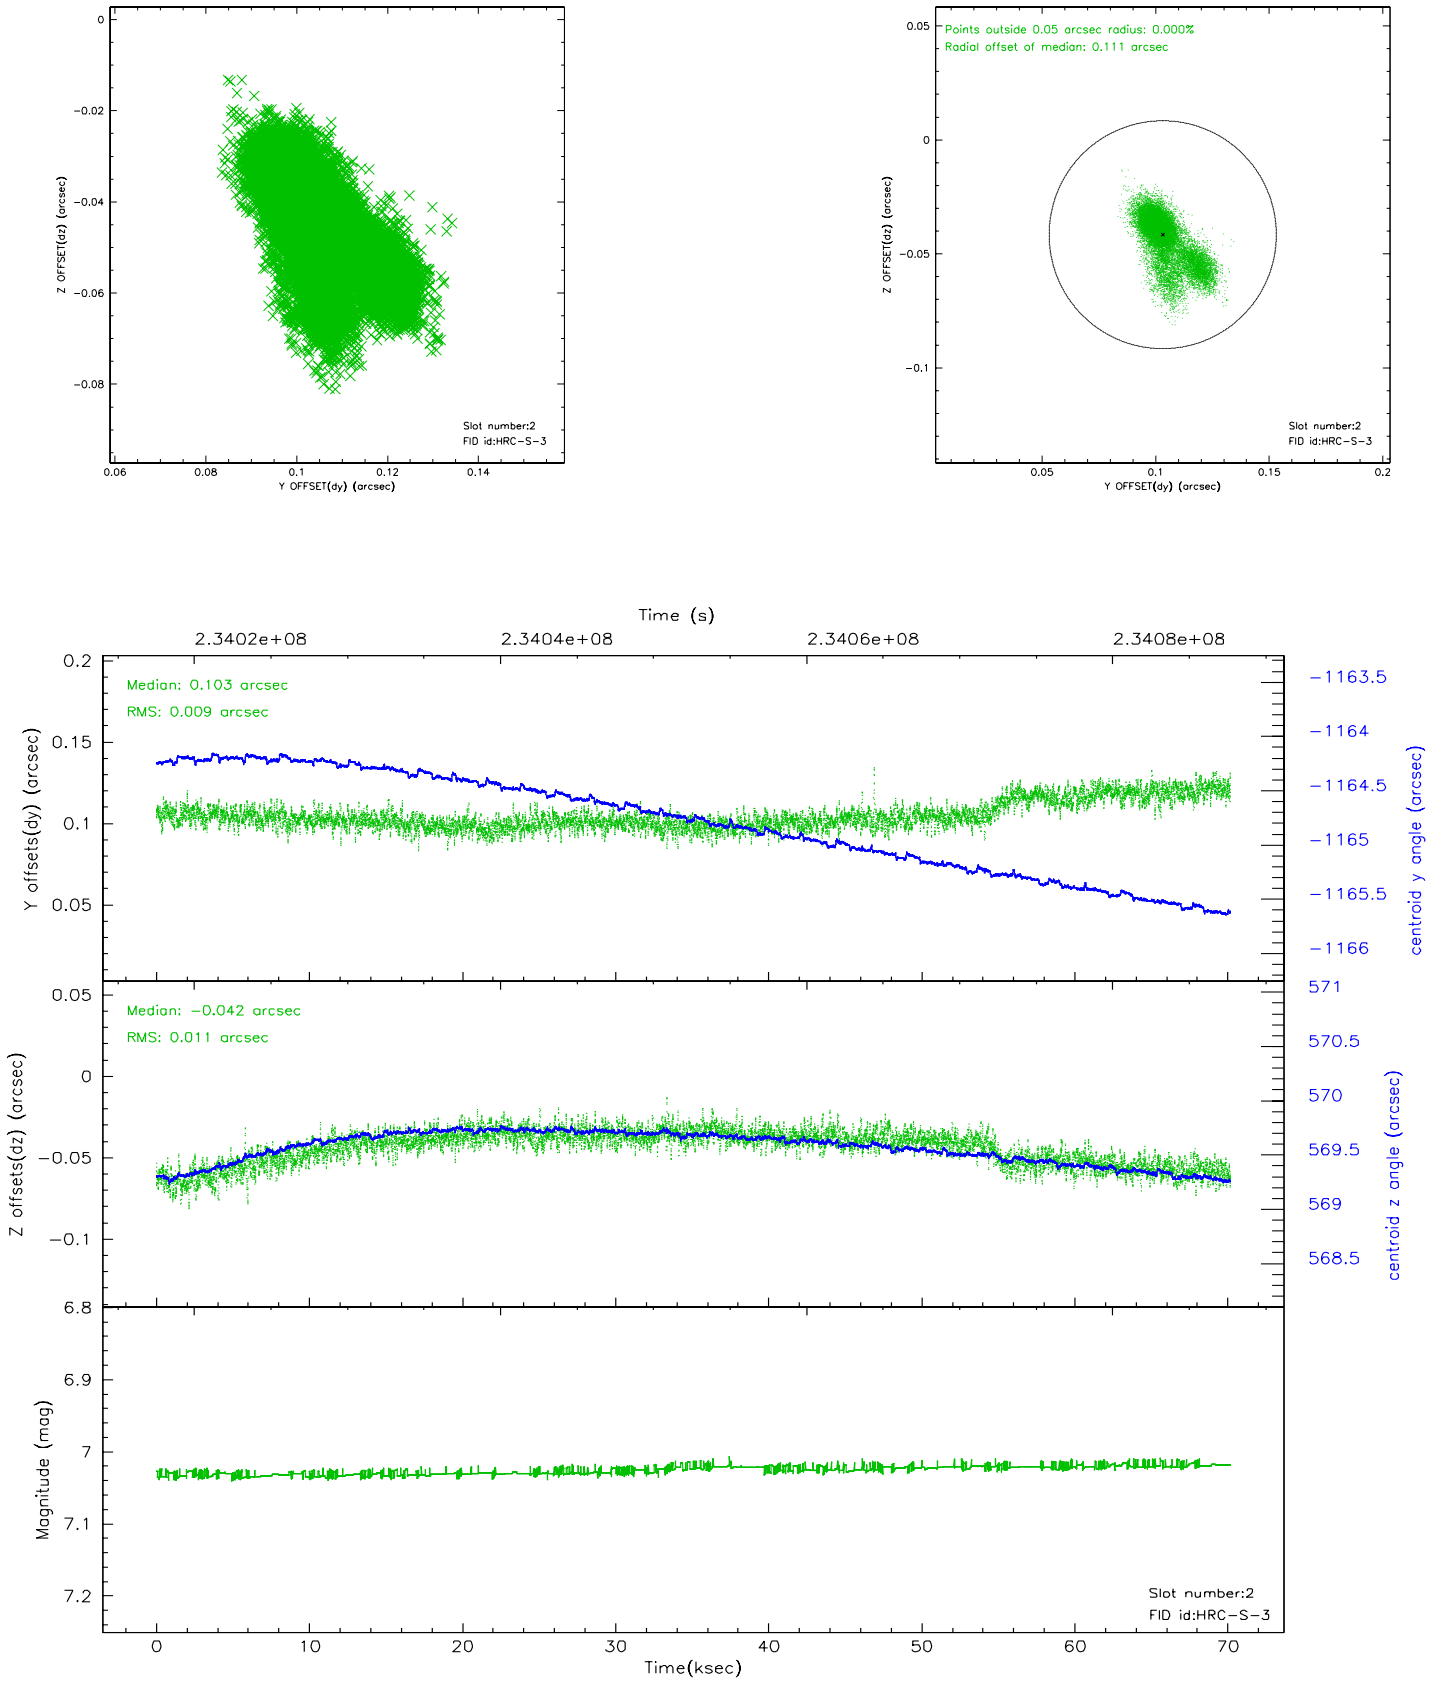 0
-0.02
-0.04
-0.06
-0.08
Z OFFSET(dz) (arcsec)
0.06 0.08 0.1 0.12 0.14
Y OFFSET(dy) (arcsec)
Slot number:2
FID id:HRC-S-3
Points outside 0.05 arcsec radius: 0.000%
Radial offset of median: 0.111 arcsec
0.05
0
-0.05
-0.1
Z OFFSET(dz) (arcsec)
0.05 0.1 0.15 0.2
Y OFFSET(dy) (arcsec)
Slot number:2
FID id:HRC-S-3
Time (s)
2.3402e+08 2.3404e+08 2.3406e+08 2.3408e+08
Median: 0.103 arcsec
RMS: 0.009 arcsec
0.2
0.15
0.1
0.05
Y offsets(dy) (arcsec)
-1163.5
-1164
-1164.5
-1165
-1165.5
-1166
centroid y angle (arcsec)
Median: -0.042 arcsec
RMS: 0.011 arcsec
0.05
0
-0.05
-0.1
Z offsets(dz) (arcsec)
571
570.5
570
569.5
569
568.5
centroid z angle (arcsec)
6.8
6.9
7
7.1
7.2
Magnitude (mag)
Slot number:2
FID id:HRC-S-3
0 10 20 30 40 50 60 70
Time(ksec)